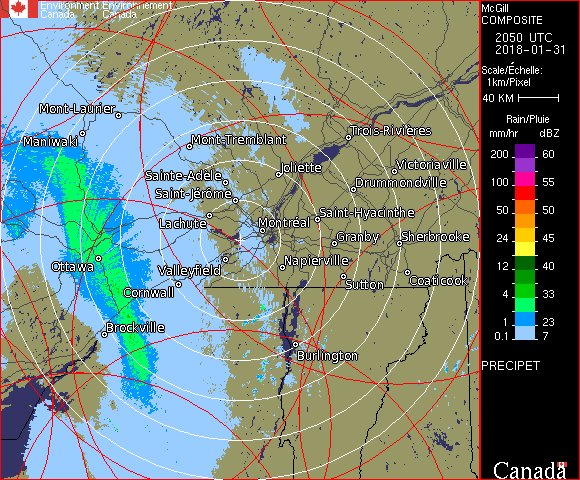 Environment Environnement
Canada Canada
McGill
COMPOSITE
2050 UTC
2018-01-31
Scale/Échelle:
1km/Pixel
40 KM
Rain/Pluie
mm/hr dBZ
200 60
100 55
50 50
24 45
12 40
4 33
1 23
0.1 7
PRECIPET
Canada
Mont-Laurier
Maniwaki
Mont-Tremblant
Trois-Rivières
Sainte-Adèle
Joliette
Victoriaville
Saint-Jérôme
Drummondville
Lachute
Montréal
Saint-Hyacinthe
Granby
Sherbrooke
Ottawa
Valleyfield
Napierville
Cornwall
Sutton
Coaticook
Brockville
Burlington